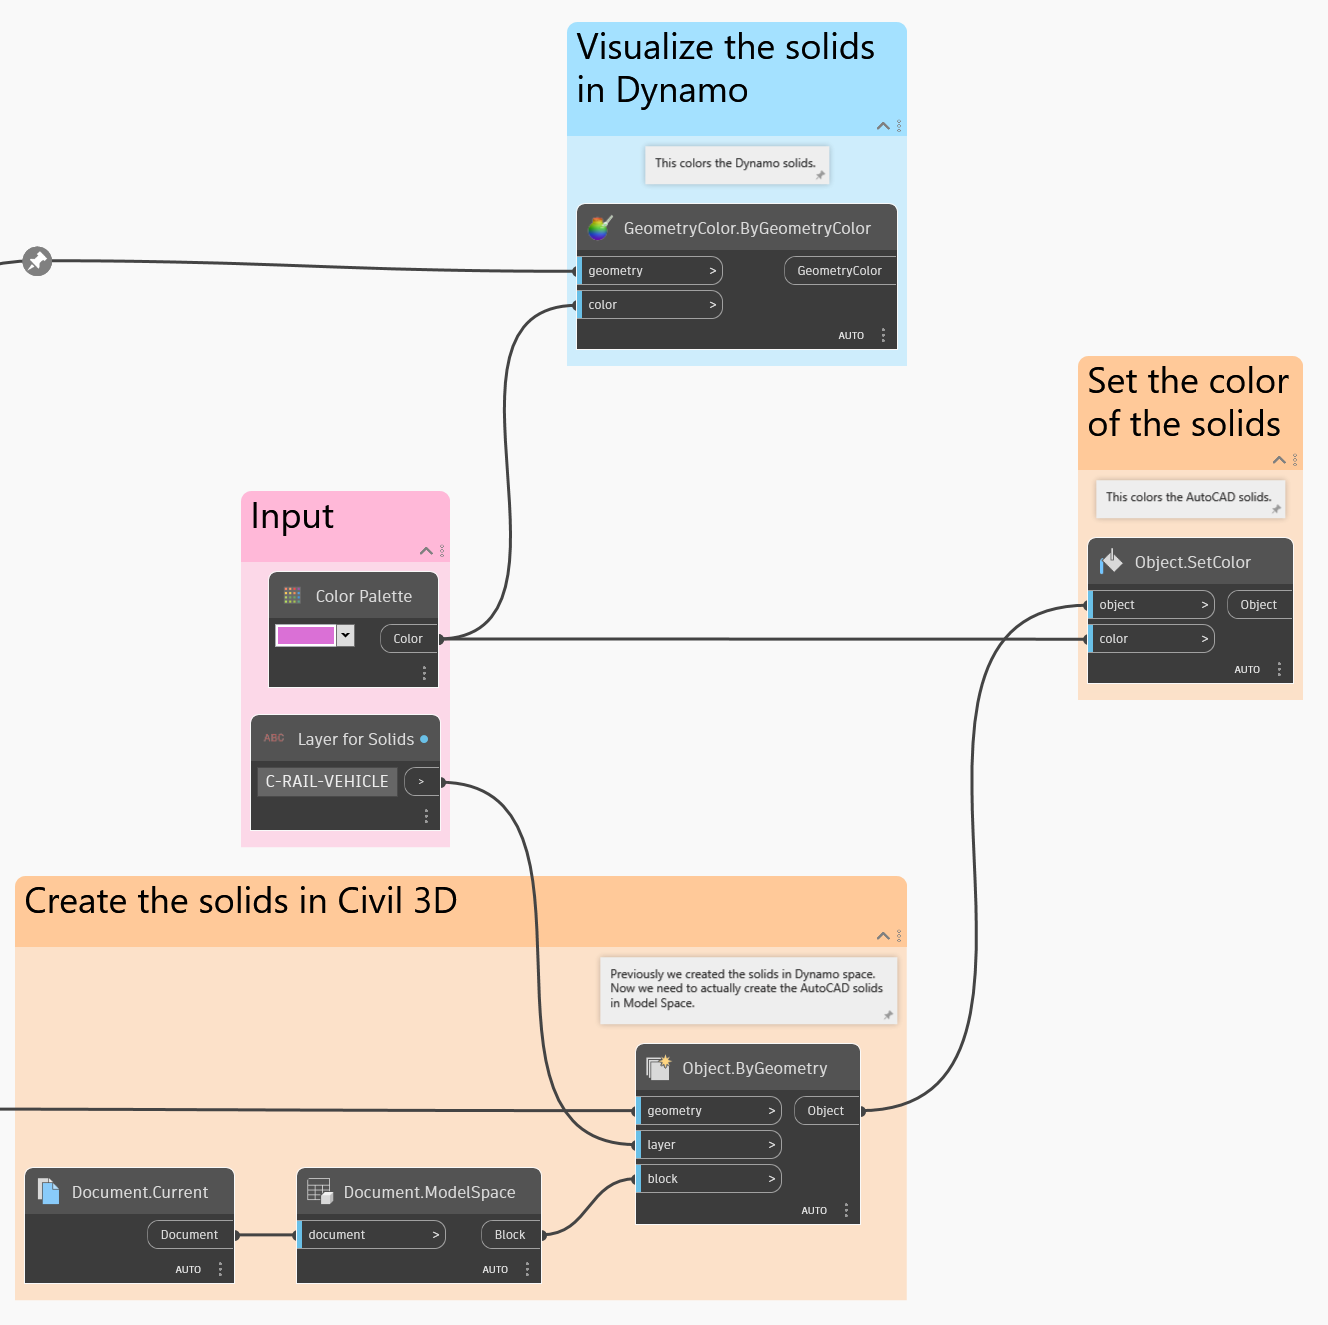 Visualize the solids
in Dynamo
This colors the Dynamo solids.
GeometryColor.ByGeometryColor
geometry >
GeometryColor
color >
AUTO
Set the color
of the solids
This colors the AutoCAD solids.
Object.SetColor
object >
Object
color >
AUTO
Input
Color Palette
Color
ABC Layer for Solids
C-RAIL-VEHICLE >
Create the solids in Civil 3D
Previously we created the solids in Dynamo space.
Now we need to actually create the AutoCAD solids
in Model Space.
Object.ByGeometry
geometry >
Object
layer >
block >
AUTO
Document.Current
Document
AUTO
Document.ModelSpace
document >
Block
AUTO